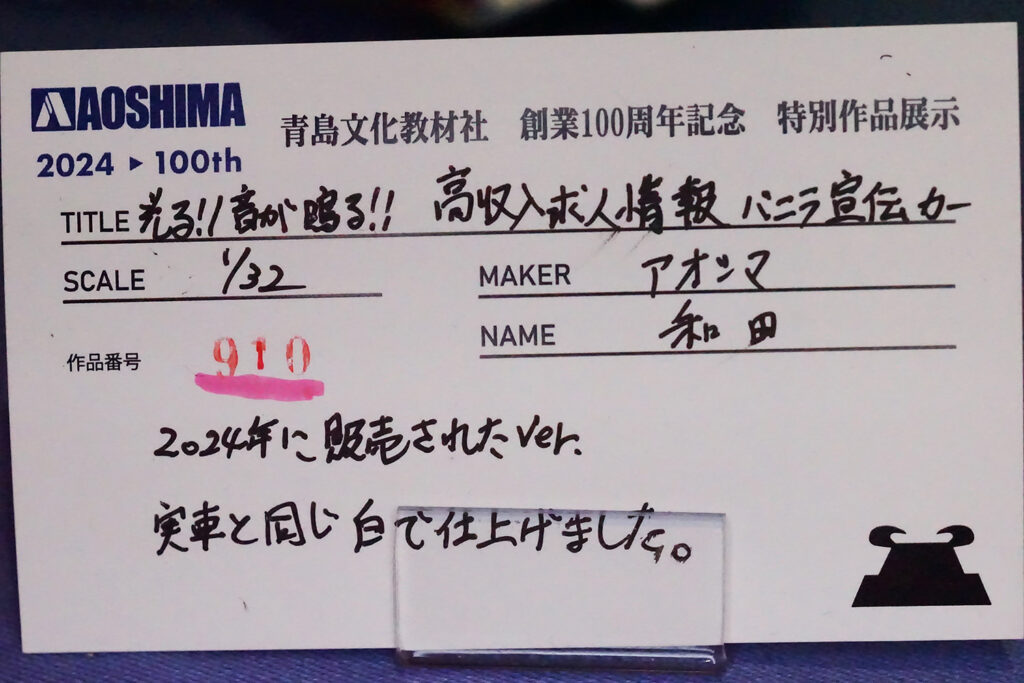 AOSHIMA
2024 ▶ 100th
青島文化教材社 創業100周年記念 特別作品展示
TITLE 光る!!音が鳴る!! 高収入求人情報 バニラ宣伝カー
SCALE 1/32
MAKER アオシマ
NAME 和田
作品番号 910
2024年に販売されたver.
実車と同じ白で仕上げました。